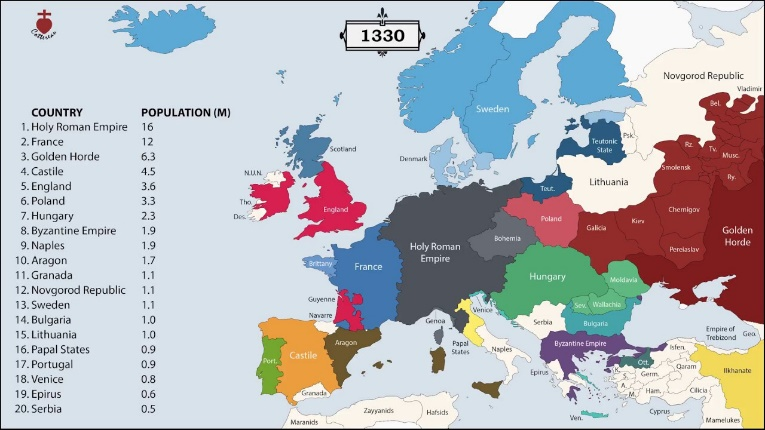 Cottereau
1330
COUNTRY POPULATION (M)
1. Holy Roman Empire 16
2. France 12
3. Golden Horde 6.3
4. Castile 4.5
5. England 3.6
6. Poland 3.3
7. Hungary 2.3
8. Byzantine Empire 1.9
9. Naples 1.9
10. Aragon 1.7
11. Granada 1.1
12. Novgorod Republic 1.1
13. Sweden 1.1
14. Bulgaria 1.0
15. Lithuania 1.0
16. Papal States 0.9
17. Portugal 0.9
18. Venice 0.8
19. Epirus 0.6
20. Serbia 0.5
Novgorod Republic
Vladimir
Bel.
Sweden
Scotland
Denmark
Teutonic
State
Psk.
Rz.
Tv.
Musc.
Smolensk
Ry.
N.U.N.
Tho.
Des.
England
Teut.
Lithuania
Poland
Galicia
Kiev
Chernigov
Pereiaslav
Golden
Horde
Holy Roman
Empire
Bohemia
Brittany
France
Hungary
Moldavia
Sev.
Wallachia
Guyenne
Navarre
Genoa
Venice
Serbia
Bulgaria
Port.
Castile
Aragon
Papal
States
Naples
Byzantine Empire
Empire of
Trebizond
Geo.
Epirus
Ott.
Isfen.
Qaram
K.
Germ.
A.
Ham.
M.
Cilicia
Ilkhanate
Granada
Maranids
Zayyanids
Hafsids
Ven.
Cyprus
Mamelukes